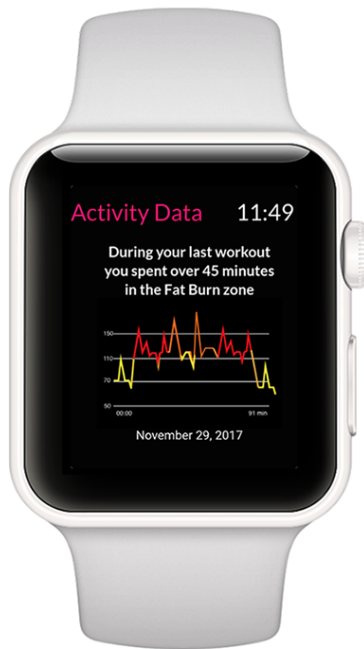 Activity Data 11:49
During your last workout
you spent over 45 minutes
in the Fat Burn zone
150
110
70
50
00:00 91 min
November 29, 2017